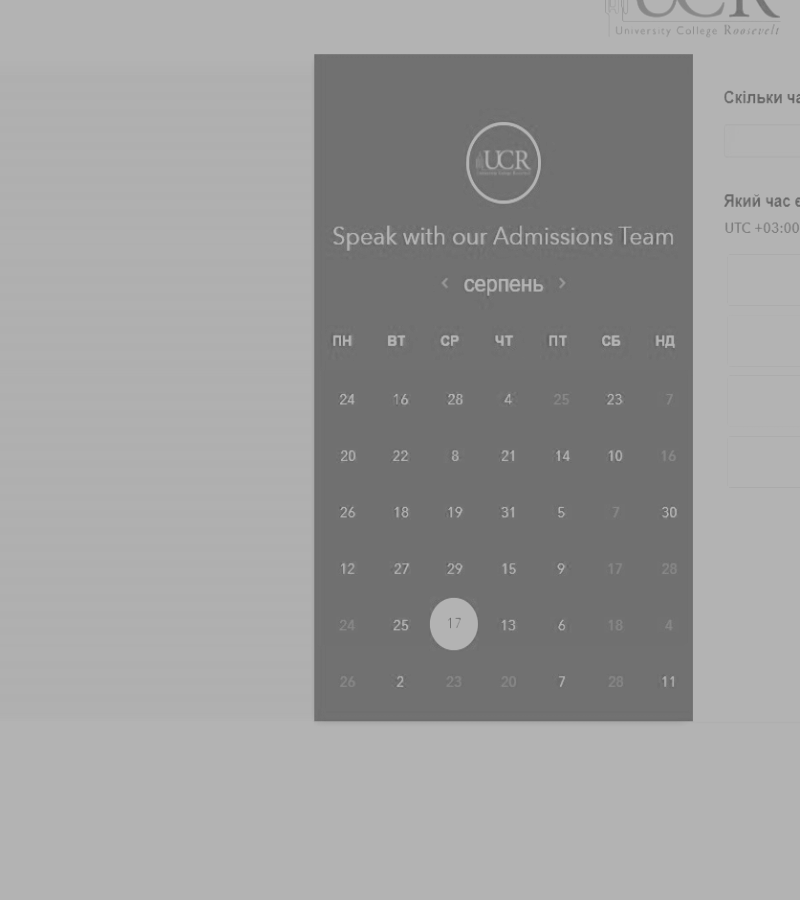 UCR
University College Roosevelt
UCR
University College Roosevelt
Speak with our Admissions Team
‹ серпень ›
ПН ВТ СР ЧТ ПТ СБ НД
24 16 28 4 25 23 7
20 22 8 21 14 10 16
26 18 19 31 5 7 30
12 27 29 15 9 17 28
24 25 17 13 6 18 4
26 2 23 20 7 28 11
Скільки ча
Який час є
UTC +03:00